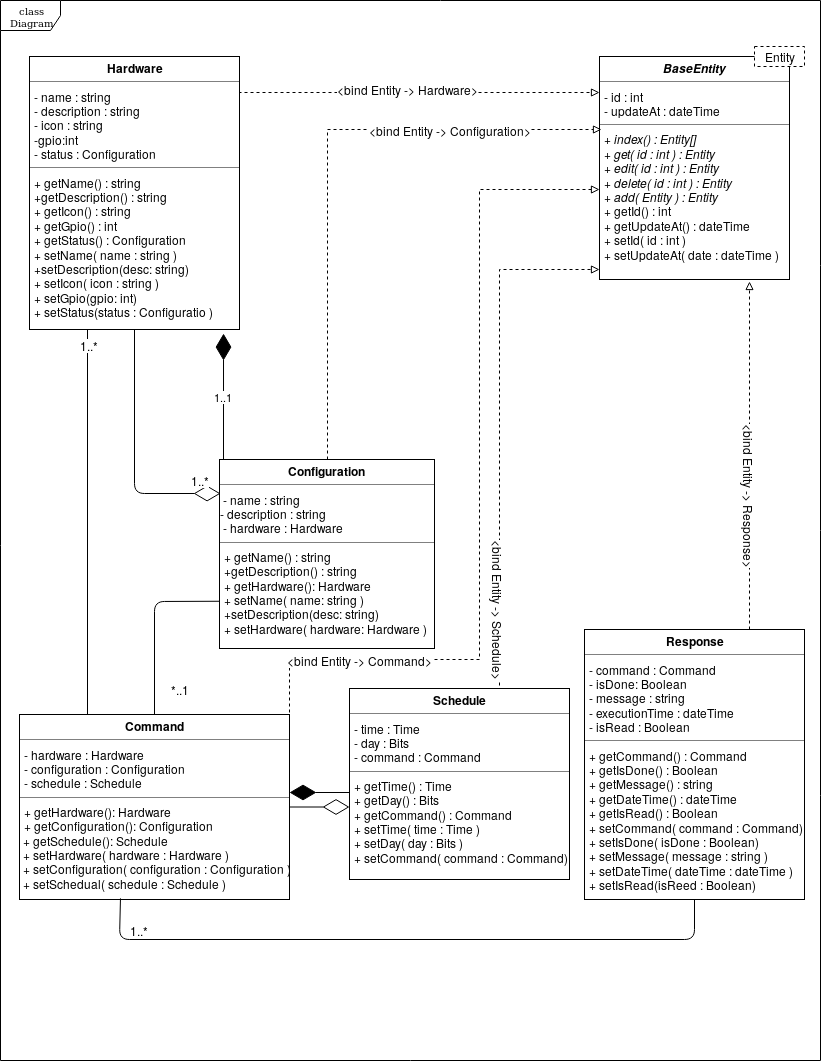 class
Diagram
Hardware
- name : string
- description : string
- icon : string
-gpio:int
- status : Configuration
+ getName() : string
+getDescription() : string
+ getIcon() : string
+ getGpio() : int
+ getStatus() : Configuration
+ setName( name : string )
+setDescription(desc: string)
+ setIcon( icon : string )
+ setGpio(gpio: int)
+ setStatus(status : Configuratio )
<bind Entity -> Hardware>
<bind Entity -> Configuration>
Entity
BaseEntity
- id : int
- updateAt : dateTime
+ index() : Entity[]
+ get( id : int ) : Entity
+ edit( id : int ) : Entity
+ delete( id : int ) : Entity
+ add( Entity ) : Entity
+ getId() : int
+ getUpdateAt() : dateTime
+ setId( id : int )
+ setUpdateAt( date : dateTime )
1..*
1..1
1..*
Configuration
- name : string
- description : string
- hardware : Hardware
+ getName() : string
+getDescription() : string
+ getHardware(): Hardware
+ setName( name: string )
+setDescription(desc: string)
+ setHardware( hardware: Hardware )
<bind Entity -> Command>
<bind Entity -> Schedule>
<bind Entity -> Response>
*..1
Command
- hardware : Hardware
- configuration : Configuration
- schedule : Schedule
+ getHardware(): Hardware
+ getConfiguration(): Configuration
+ getSchedule(): Schedule
+ setHardware( hardware : Hardware )
+ setConfiguration( configuration : Configuration )
+ setSchedual( schedule : Schedule )
Schedule
- time : Time
- day : Bits
- command : Command
+ getTime() : Time
+ getDay() : Bits
+ getCommand() : Command
+ setTime( time : Time )
+ setDay( day : Bits )
+ setCommand( command : Command)
Response
- command : Command
- isDone: Boolean
- message : string
- executionTime : dateTime
- isRead : Boolean
+ getCommand() : Command
+ getIsDone() : Boolean
+ getMessage() : string
+ getDateTime() : dateTime
+ getIsRead() : Boolean
+ setCommand( command : Command)
+ setIsDone( isDone : Boolean)
+ setMessage( message : string )
+ setDateTime( dateTime : dateTime )
+ setIsRead(isReed : Boolean)
1..*